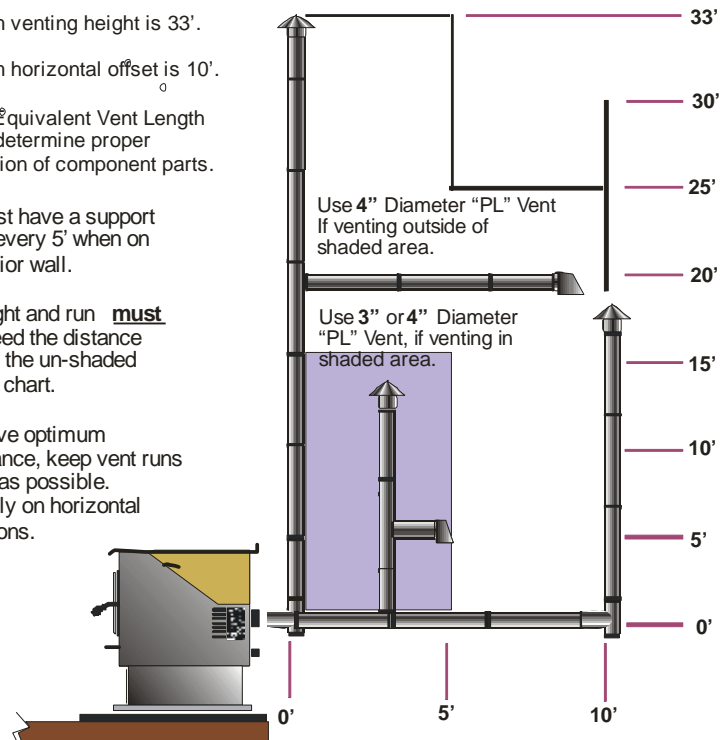 n venting height is 33’.
n horizontal offset is 10’.
Equivalent Vent Length
determine proper
ion of component parts.
st have a support
every 5’ when on
ior wall.
ght and run must
eed the distance
the un-shaded
chart.
ve optimum
ance, keep vent runs
as possible.
ly on horizontal
ons.
Use 4” Diameter “PL” Vent
If venting outside of
shaded area.
Use 3” or 4” Diameter
“PL” Vent, if venting in
shaded area.
33’
30’
25’
20’
15’
10’
5’
0’
0’
5’
10’